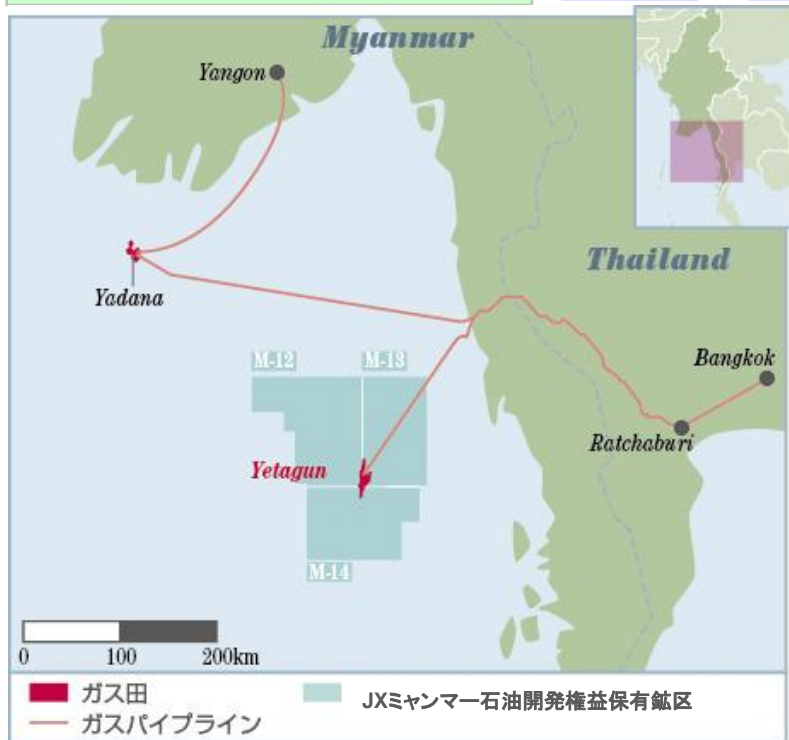 Myanmar
Yangon
Yadana
Thailand
Bangkok
Ratchaburi
M-12 M-13
Yetagun
M-14
0 100 200km
ガス田
JXミャンマー石油開発権益保有鉱区
ガスパイプライン